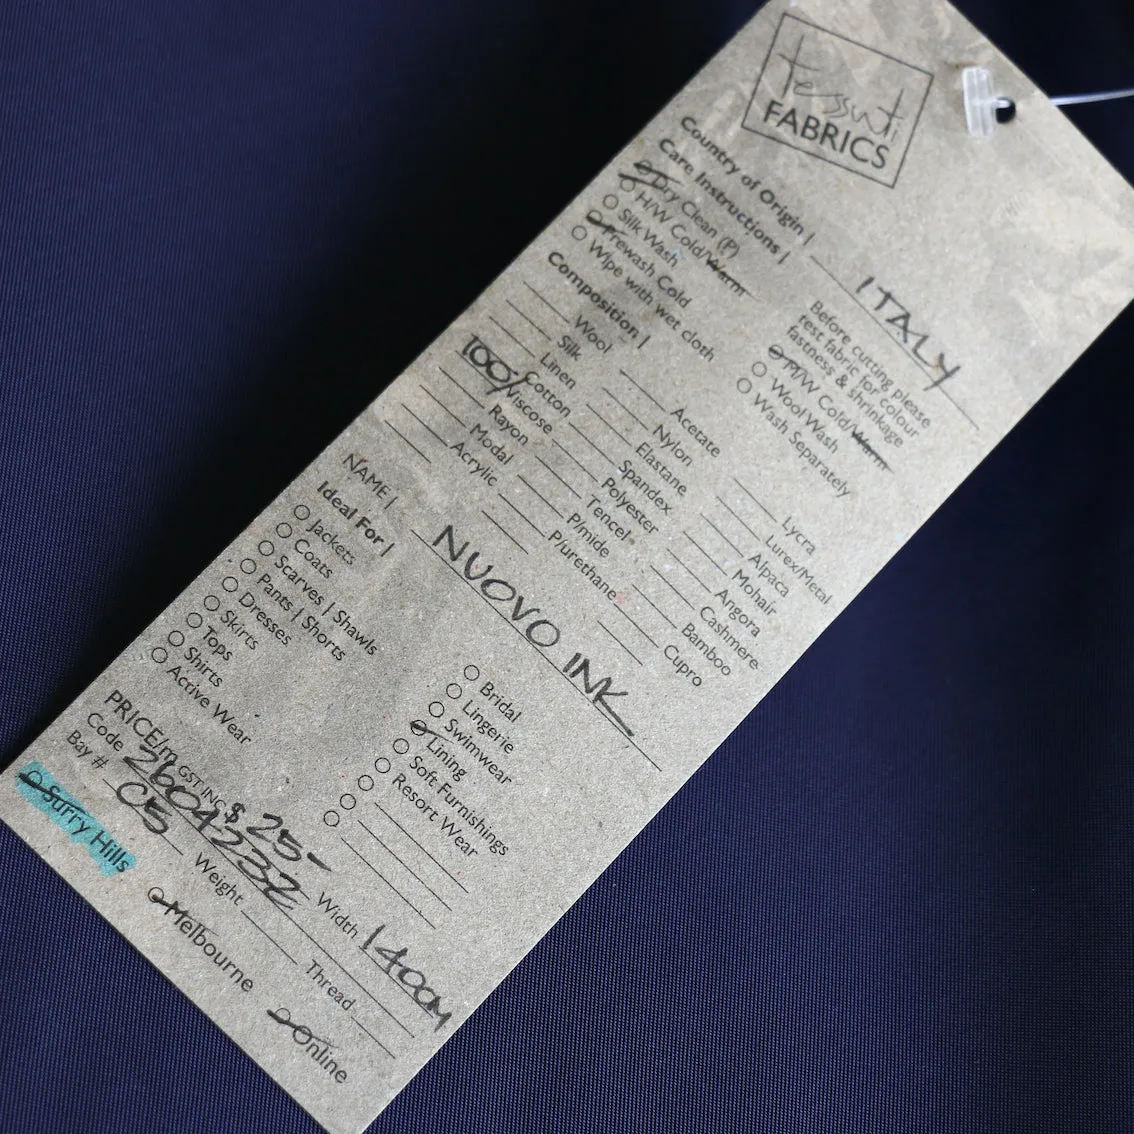 tessuti
FABRICS
Country of Origin | ITALY
Care Instructions |
Dry Clean (P)
H/W Cold/Warm
Silk Wash
Prewash Cold
Wipe with wet cloth
Before cutting please
test fabric for colour
fastness & shrinkage
M/W Cold/Warm
Wool Wash
Wash Separately
Composition |
Wool
Silk
Linen
Cotton
100/ Viscose
Rayon
Modal
Acrylic
Acetate
Nylon
Elastane
Spandex
Polyester
Tencel™
P/mide
P/urethane
Lycra
Lurex/Metal
Alpaca
Mohair
Angora
Cashmere
Bamboo
Cupro
NAME | NUOVO INK
Ideal For |
Jackets
Coats
Scarves | Shawls
Pants | Shorts
Dresses
Skirts
Tops
Shirts
Active Wear
Bridal
Lingerie
Swimwear
Lining
Soft Furnishings
Resort Wear
PRICE/m GST INC $ 25-
Code 2604232 Width 140cm
Bay # C5 Weight Thread
Surry Hills Melbourne Online